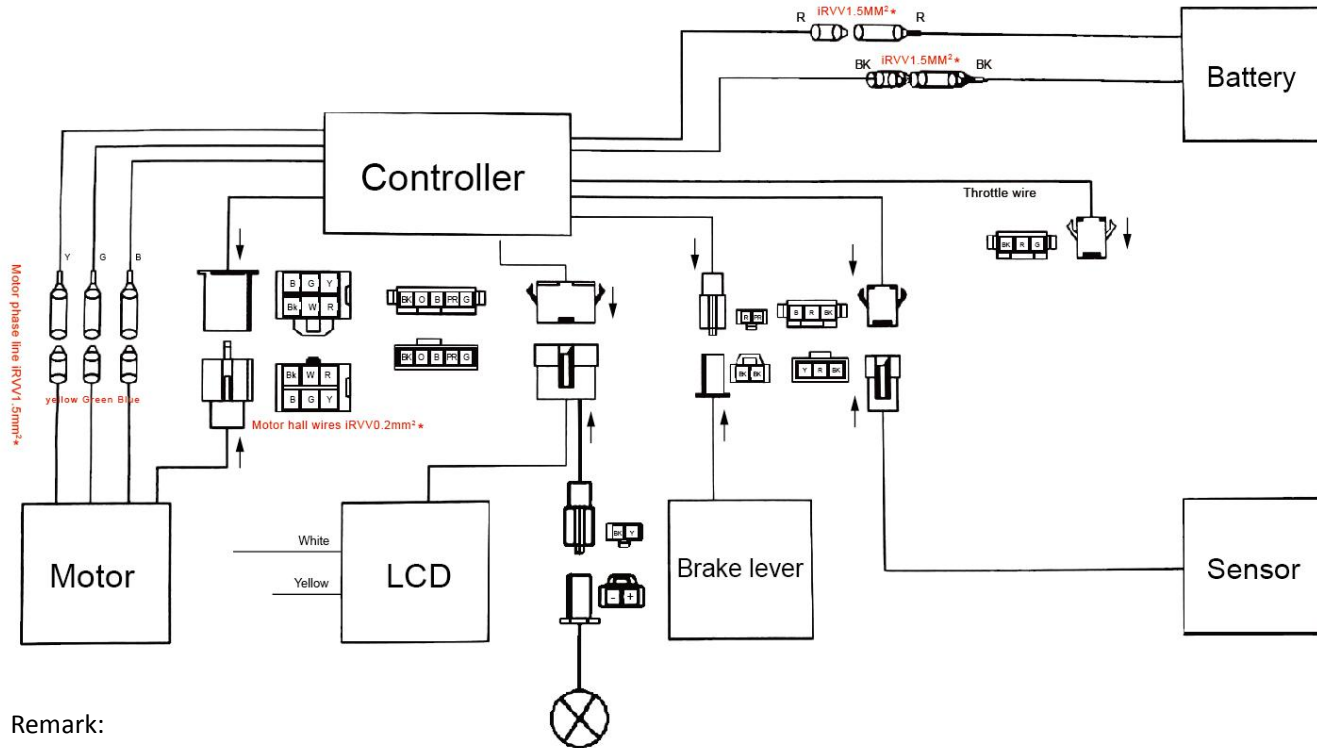 R iRVV1.5MM²* R
BK iRVV1.5MM²* BK
Battery
Controller
Throttle wire
BK R G
Y G B
Motor phase line iRVV1.5mm²*
yellow Green Blue
B G Y
Bk W R
Bk W R
B G Y
Motor hall wires iRVV0.2mm²*
BK O B PR G
BK O B PR G
R PR
BK BK
B R BK
Y R BK
Motor
White
Yellow
LCD
BK Y
- +
Brake lever
Sensor
Remark: